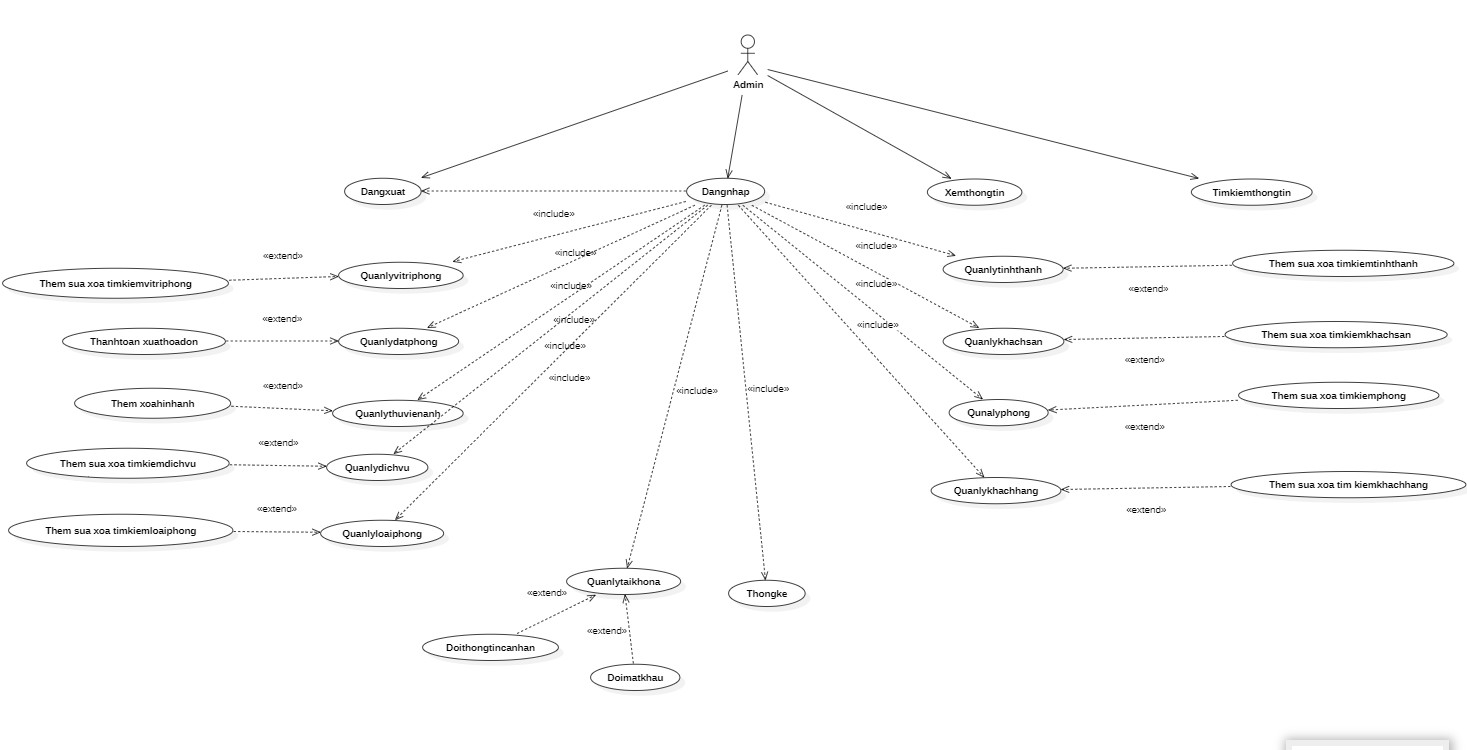 Admin
Dangxuat
Dangnhap
Xemthongtin
Timkiemthongtin
«include»
«include»
«extend»
«include»
«include»
Quanlyvitriphong
Them sua xoa timkiemvitriphong
Quanlytinhthanh
Them sua xoa timkiemtinhthanh
«include»
«include»
«extend»
«extend»
«include»
«include»
Thanhtoan xuathoadon
Quanlydatphong
Quanlykhachsan
Them sua xoa timkiemkhachsan
«include»
«extend»
«include»
«extend»
«include»
«include»
Them xoahinhanh
Quanlythuvienanh
Qunalyphong
Them sua xoa timkiemphong
«extend»
«extend»
Them sua xoa timkiemdichvu
Quanlydichvu
Quanlykhachhang
Them sua xoa tim kiemkhachhang
«extend»
«extend»
Them sua xoa timkiemloaiphong
Quanlyloaiphong
Quanlytaikhona
Thongke
«extend»
«extend»
Doithongtincanhan
Doimatkhau